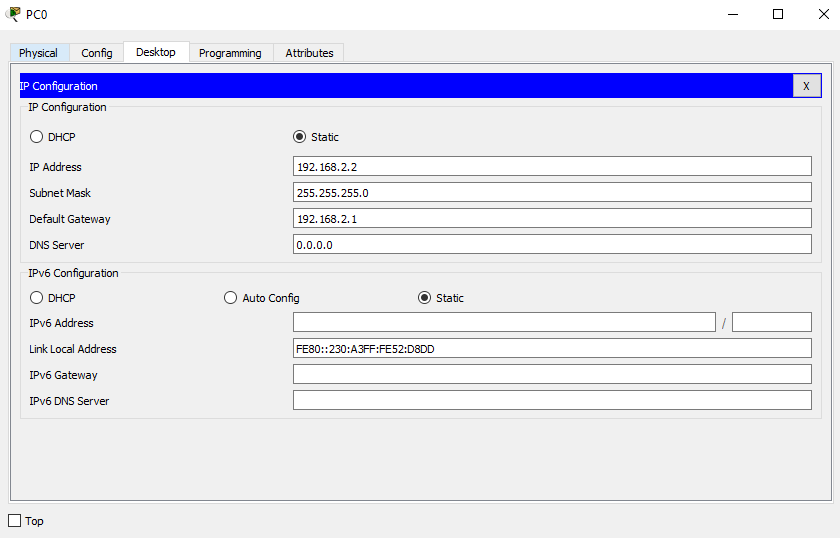 PC0
Physical Config Desktop Programming Attributes
IP Configuration X
IP Configuration
DHCP Static
IP Address 192.168.2.2
Subnet Mask 255.255.255.0
Default Gateway 192.168.2.1
DNS Server 0.0.0.0
IPv6 Configuration
DHCP Auto Config Static
IPv6 Address /
Link Local Address FE80::230:A3FF:FE52:D8DD
IPv6 Gateway
IPv6 DNS Server
Top